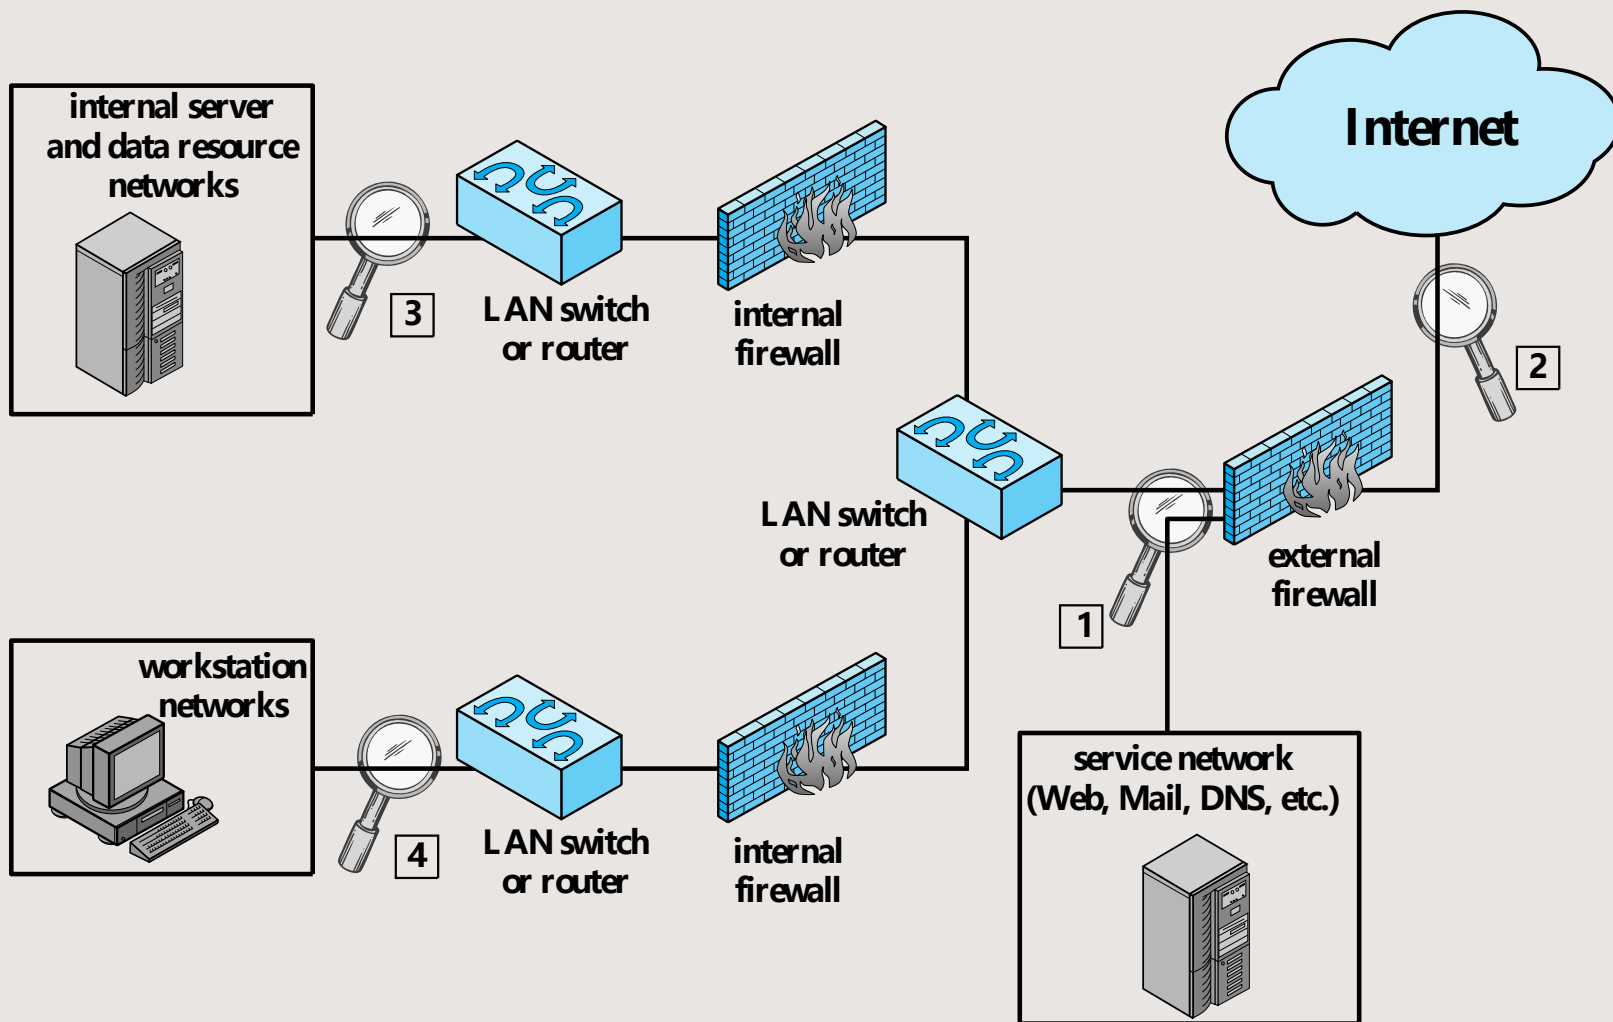 internal server
and data resource
networks
Internet
3
LAN switch
or router
internal
firewall
2
LAN switch
or router
external
firewall
1
workstation
networks
4
LAN switch
or router
internal
firewall
service network
(Web, Mail, DNS, etc.)